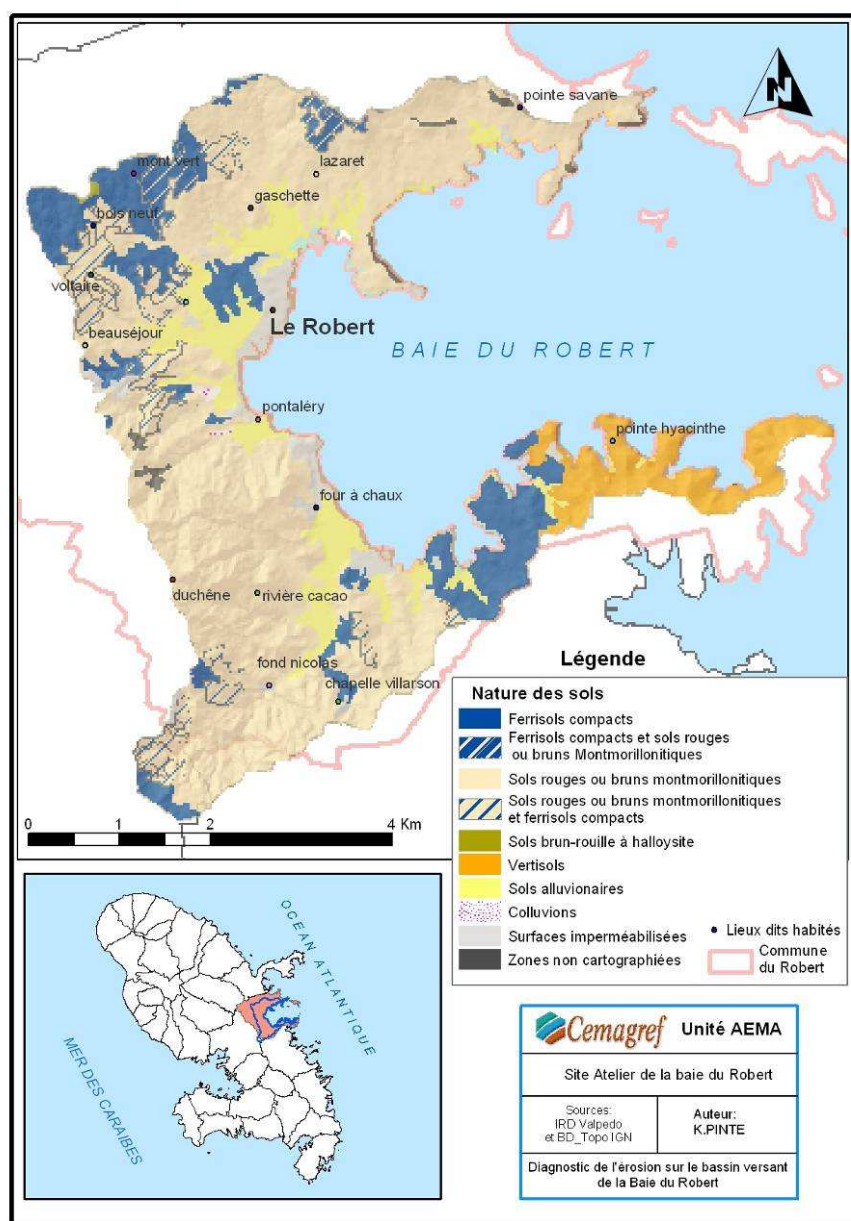 N
pointe savane
mont vert
lazaret
gaschette
bois neuf
voltaire
Le Robert
beauséjour
BAIE DU ROBERT
pontaléry
pointe hyacinthe
four à chaux
duchêne
rivière cacao
fond nicolas
chapelle villarson
Légende
Nature des sols
Ferrisols compacts
Ferrisols compacts et sols rouges
ou bruns Montmorillonitiques
Sols rouges ou bruns montmorillonitiques
Sols rouges ou bruns montmorillonitiques
et ferrisols compacts
Sols brun-rouille à halloysite
Vertisols
Sols alluvionaires
Colluvions
Surfaces imperméabilisées
Zones non cartographiées
Lieux dits habités
Commune
du Robert
0 1 2 4 Km
OCEAN ATLANTIQUE
MER DES CARAIBES
Cemagref Unité AEMA
Site Atelier de la baie du Robert
Sources:
IRD Valpedo
et BD_Topo IGN
Auteur:
K.PINTE
Diagnostic de l'érosion sur le bassin versant
de la Baie du Robert